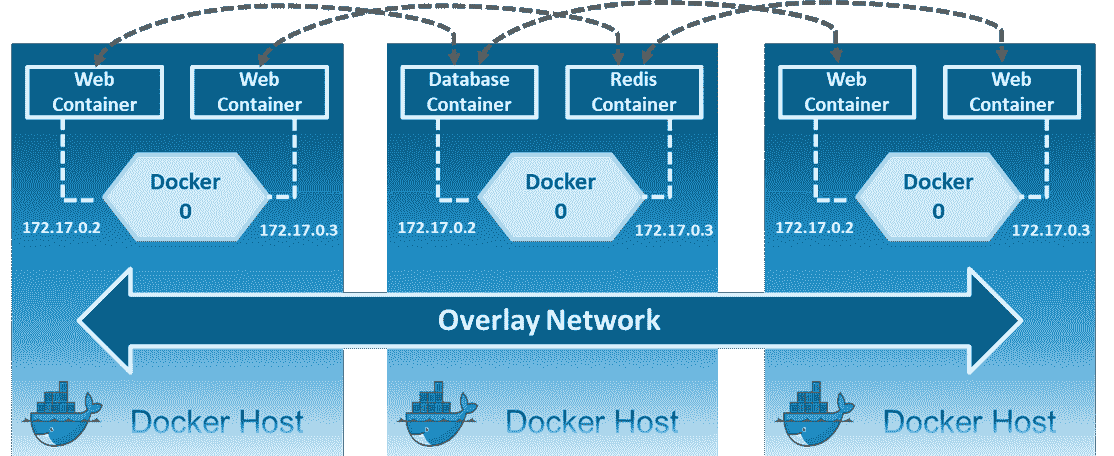 Web
Container
Web
Container
Docker
0
172.17.0.2
172.17.0.3
Database
Container
Redis
Container
Docker
0
172.17.0.2
172.17.0.3
Web
Container
Web
Container
Docker
0
172.17.0.2
172.17.0.3
Overlay Network
Docker Host
Docker Host
Docker Host